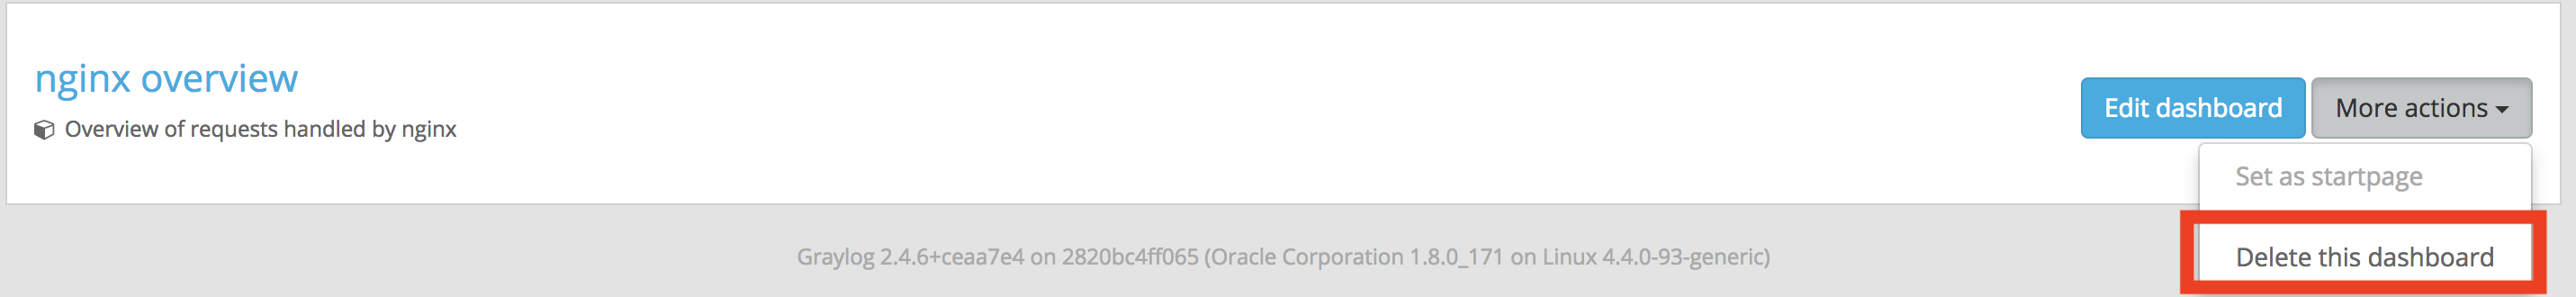 nginx overview
Overview of requests handled by nginx
Edit dashboard
More actions
Set as startpage
Delete this dashboard
Graylog 2.4.6+ceaa7e4 on 2820bc4ff065 (Oracle Corporation 1.8.0_171 on Linux 4.4.0-93-generic)